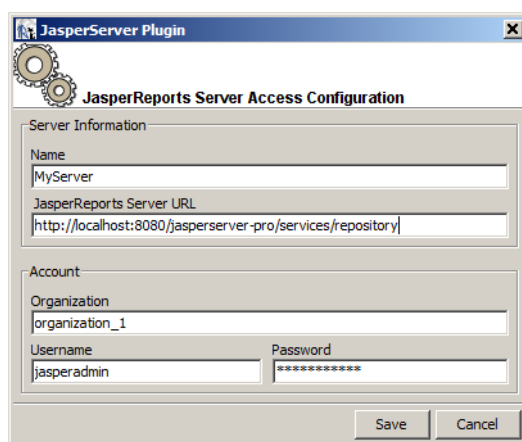 JasperServer Plugin
JasperReports Server Access Configuration
Server Information
Name
MyServer
JasperReports Server URL
http://localhost:8080/jasperserver-pro/services/repository
Account
Organization
organization_1
Username Password
jasperadmin ***********
Save Cancel